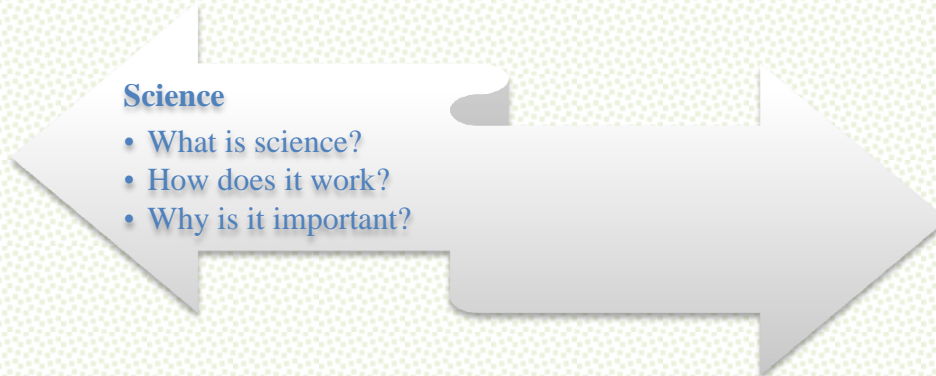 Science
• What is science?
• How does it work?
• Why is it important?